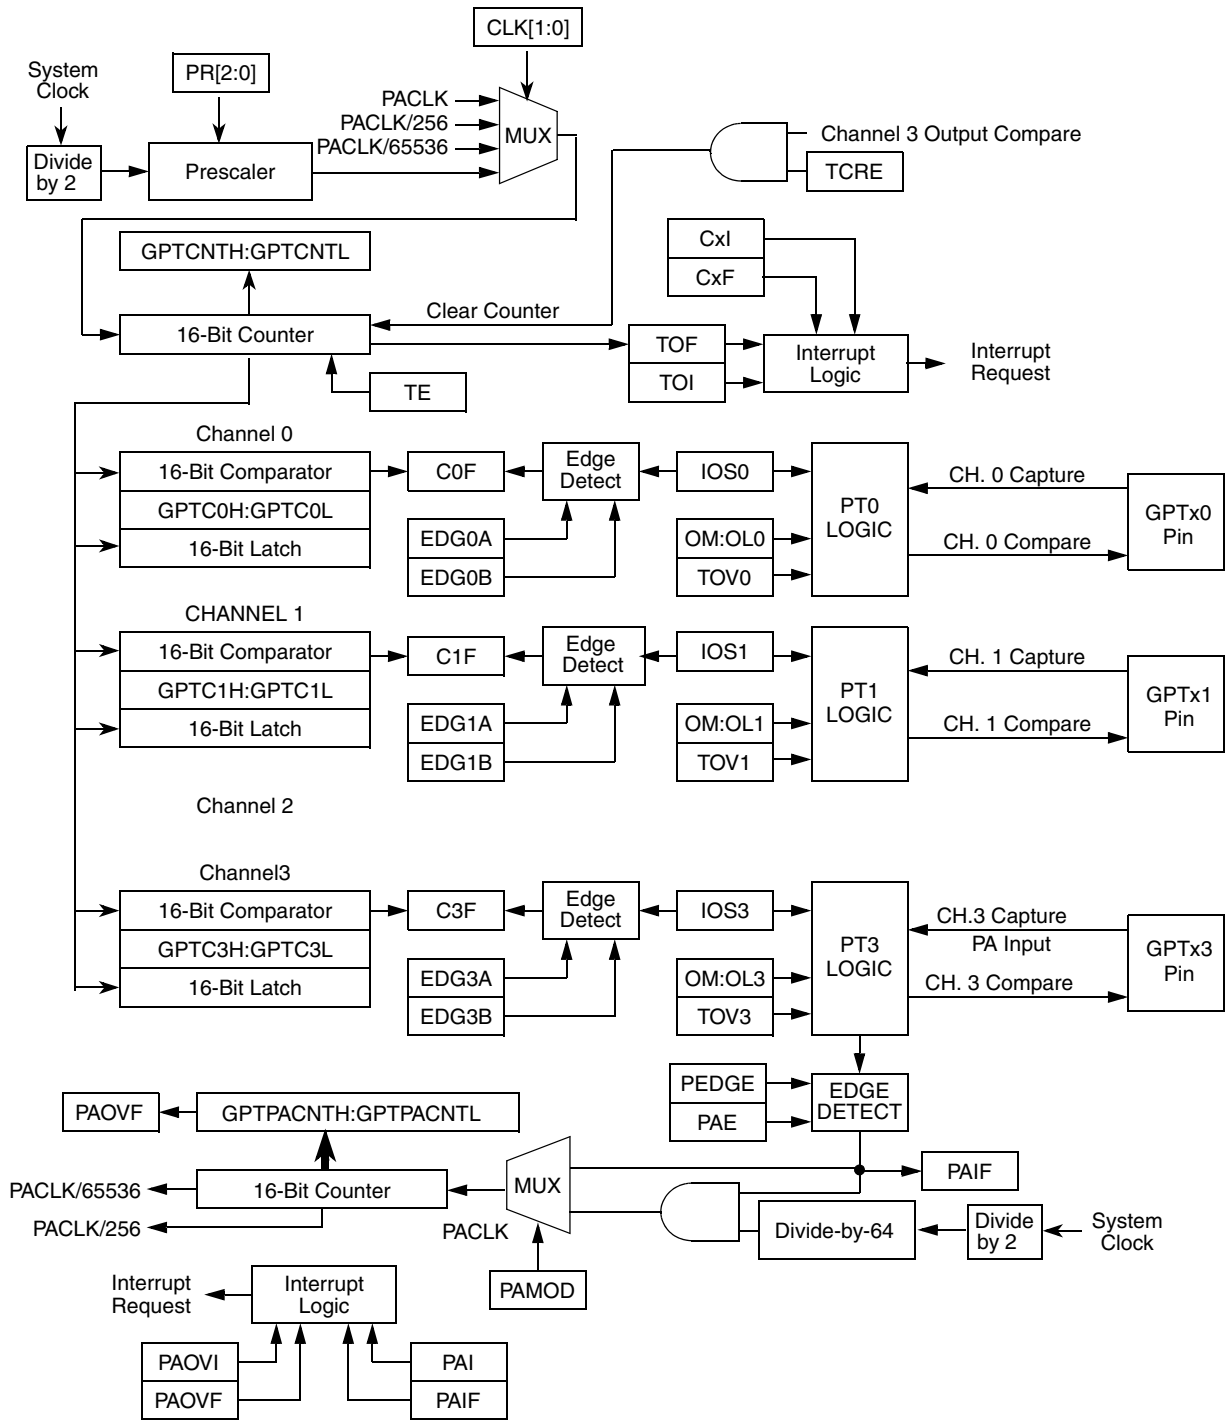 CLK[1:0]
System
Clock
PR[2:0]
PACLK
PACLK/256
PACLK/65536
MUX
Divide
by 2
Prescaler
Channel 3 Output Compare
TCRE
GPTCNTH:GPTCNTL
CxI
CxF
Clear Counter
16-Bit Counter
TOF
TOI
Interrupt
Logic
Interrupt
Request
TE
Channel 0
16-Bit Comparator
GPTC0H:GPTC0L
16-Bit Latch
C0F
Edge
Detect
IOS0
EDG0A
EDG0B
OM:OL0
TOV0
PT0
LOGIC
CH. 0 Capture
CH. 0 Compare
GPTx0
Pin
CHANNEL 1
16-Bit Comparator
GPTC1H:GPTC1L
16-Bit Latch
C1F
Edge
Detect
IOS1
EDG1A
EDG1B
OM:OL1
TOV1
PT1
LOGIC
CH. 1 Capture
CH. 1 Compare
GPTx1
Pin
Channel 2
Channel3
16-Bit Comparator
GPTC3H:GPTC3L
16-Bit Latch
C3F
Edge
Detect
IOS3
EDG3A
EDG3B
OM:OL3
TOV3
PT3
LOGIC
CH.3 Capture
PA Input
CH. 3 Compare
GPTx3
Pin
PEDGE
PAE
EDGE
DETECT
PAOVF
GPTPACNTH:GPTPACNTL
PACLK/65536
16-Bit Counter
PACLK/256
PACLK
MUX
PAIF
Divide-by-64
Divide
by 2
System
Clock
PAMOD
Interrupt
Request
Interrupt
Logic
PAOVI
PAOVF
PAI
PAIF